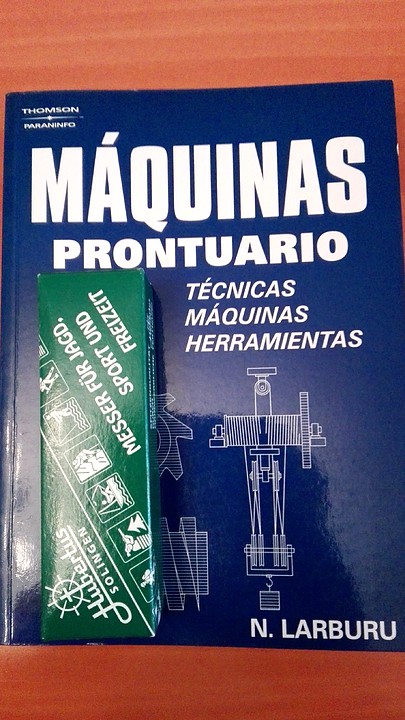 THOMSON
PARANINFO
MÁQUINAS
PRONTUARIO
TÉCNICAS
MÁQUINAS
HERRAMIENTAS
MESSER FÜR JAGD,
SPORT UND
FREIZEIT
Hubertus
SOLINGEN
N. LARBURU